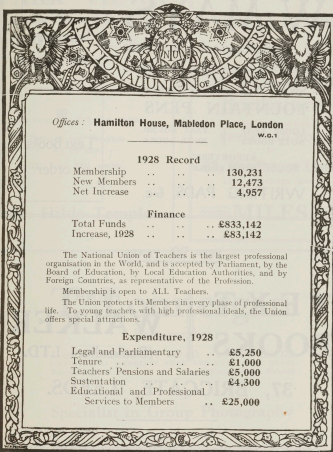 NATIONAL UNION OF TEACHERS
NUT
Offices: Hamilton House, Mabledon Place, London
W.C.1
1928 Record
Membership .. .. .. 130,231
New Members .. .. .. 12,473
Net Increase .. .. .. 4,957
Finance
Total Funds .. .. £833,142
Increase, 1928 .. .. £83,142
The National Union of Teachers is the largest professional
organisation in the World, and is accepted by Parliament, by the
Board of Education, by Local Education Authorities, and by
Foreign Countries, as representative of the Profession.
Membership is open to ALL Teachers.
The Union protects its Members in every phase of professional
life. To young teachers with high professional ideals, the Union
offers special attractions.
Expenditure, 1928
Legal and Parliamentary .. £5,250
Tenure .. .. .. £1,000
Teachers' Pensions and Salaries £5,000
Sustentation .. .. £4,300
Educational and Professional
Services to Members .. £25,000